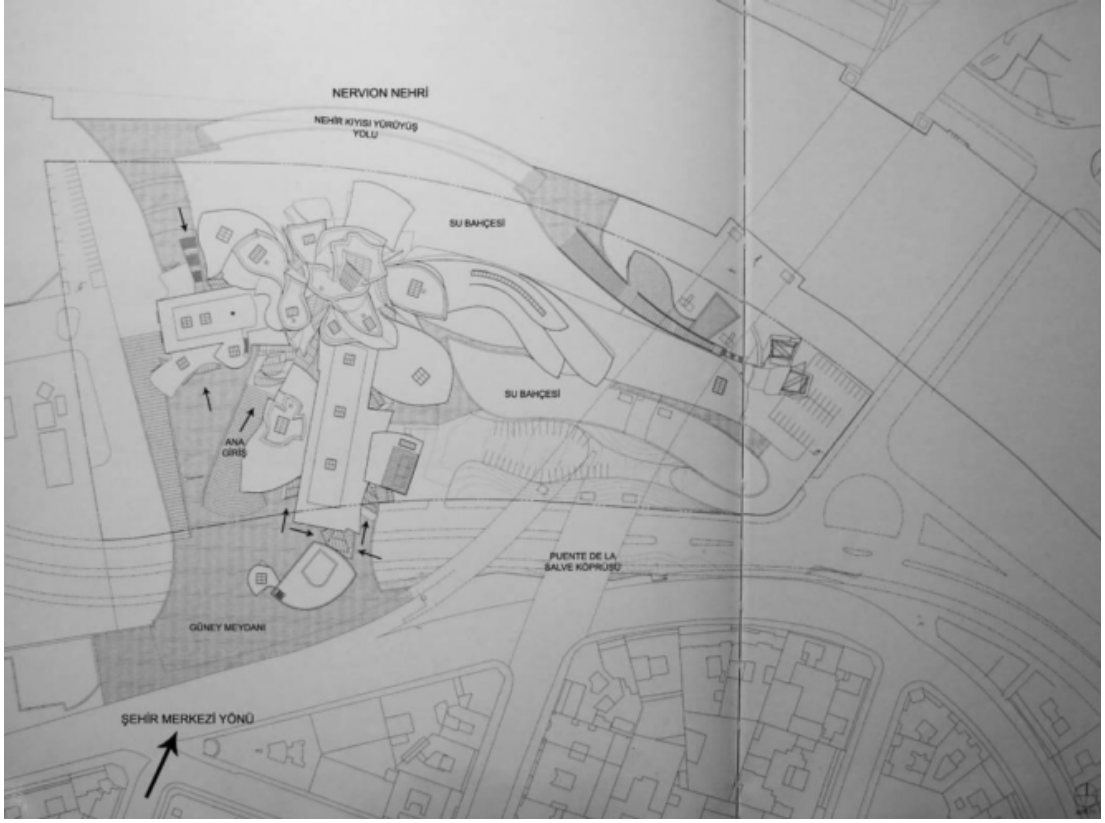 NERVION NEHRİ
NEHİR KIYISI YÜRÜYÜŞ
YOLU
SU BAHÇESİ
SU BAHÇESİ
ANA
GİRİŞ
PUENTE DE LA
SALVE KÖPRÜSÜ
GÜNEY MEYDANI
ŞEHİR MERKEZİ YÖNÜ